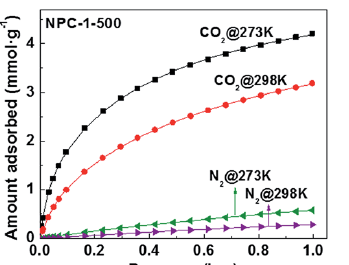 NPC-1-500
CO2@273K
CO2@298K
N2@273K
N2@298K
Amount adsorbed (mmol·g-1)
4
3
2
1
0
0.0 0.2 0.4 0.6 0.8 1.0